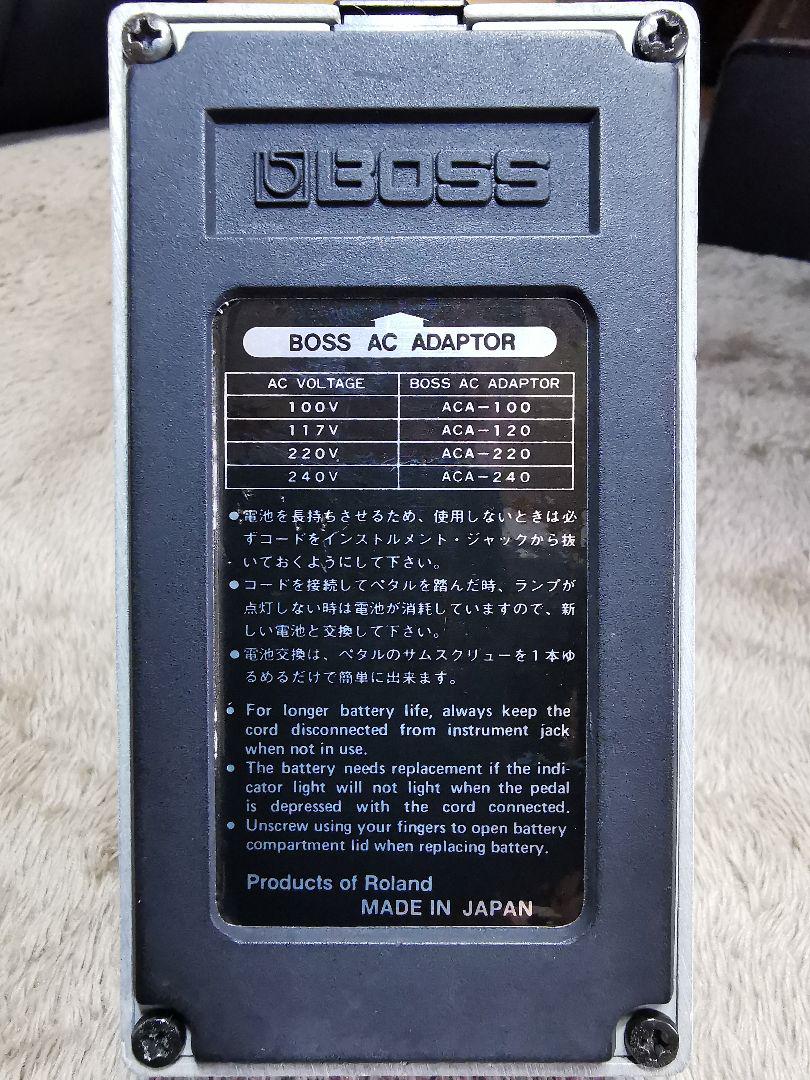 BOSS
BOSS AC ADAPTOR
AC VOLTAGE BOSS AC ADAPTOR
100V ACA-100
117V ACA-120
220V ACA-220
240V ACA-240
●電池を長持ちさせるため、使用しないときは必
ずコードをインストルメント・ジャックから抜
いておくようにして下さい。
●コードを接続してペタルを踏んだ時、ランプが
点灯しない時は電池が消耗していますので、新
しい電池と交換して下さい。
●電池交換は、ペタルのサムスクリューを1本ゆ
るめるだけで簡単に出来ます。
● For longer battery life, always keep the
cord disconnected from instrument jack
when not in use.
● The battery needs replacement if the indi-
cator light will not light when the pedal
is depressed with the cord connected.
● Unscrew using your fingers to open battery
compartment lid when replacing battery.
Products of Roland
MADE IN JAPAN